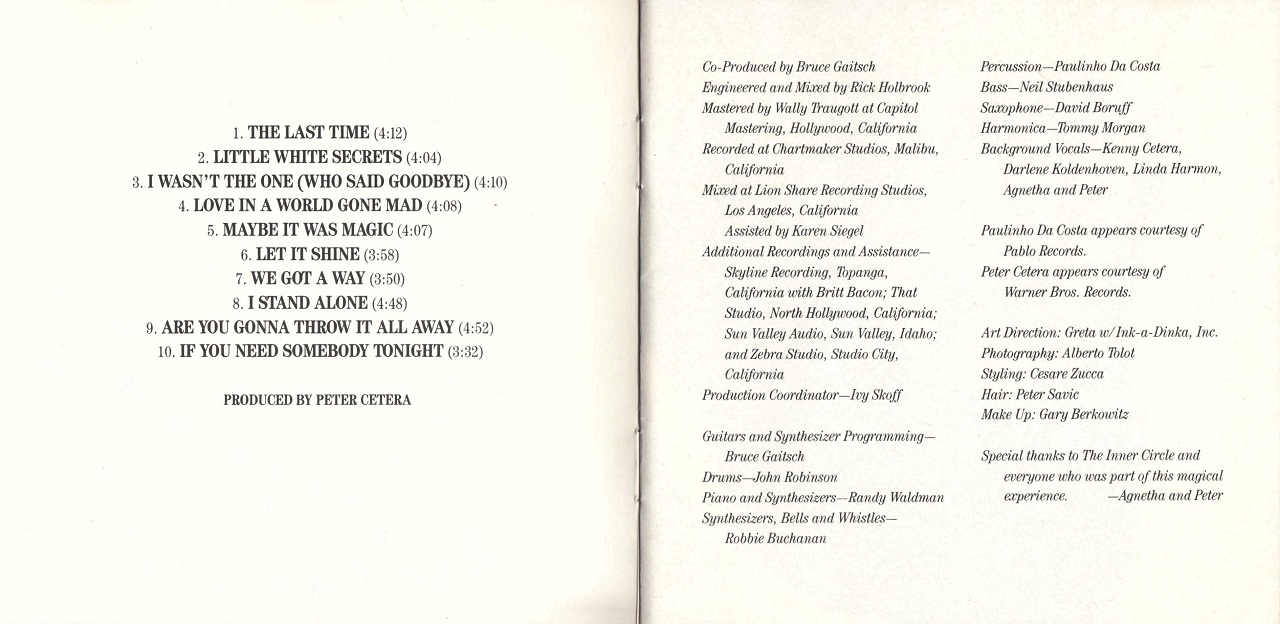 1. THE LAST TIME (4:12)
2. LITTLE WHITE SECRETS (4:04)
3. I WASN'T THE ONE (WHO SAID GOODBYE) (4:10)
4. LOVE IN A WORLD GONE MAD (4:08)
5. MAYBE IT WAS MAGIC (4:07)
6. LET IT SHINE (3:58)
7. WE GOT A WAY (3:50)
8. I STAND ALONE (4:48)
9. ARE YOU GONNA THROW IT ALL AWAY (4:52)
10. IF YOU NEED SOMEBODY TONIGHT (3:32)
PRODUCED BY PETER CETERA
Co-Produced by Bruce Gaitsch
Engineered and Mixed by Rick Holbrook
Mastered by Wally Traugott at Capitol
Mastering, Hollywood, California
Recorded at Chartmaker Studios, Malibu,
California
Mixed at Lion Share Recording Studios,
Los Angeles, California
Assisted by Karen Siegel
Additional Recordings and Assistance—
Skyline Recording, Topanga,
California with Britt Bacon; That
Studio, North Hollywood, California;
Sun Valley Audio, Sun Valley, Idaho;
and Zebra Studio, Studio City,
California
Production Coordinator—Ivy Skoff
Guitars and Synthesizer Programming—
Bruce Gaitsch
Drums—John Robinson
Piano and Synthesizers—Randy Waldman
Synthesizers, Bells and Whistles—
Robbie Buchanan
Percussion—Paulinho Da Costa
Bass—Neil Stubenhaus
Saxophone—David Boruff
Harmonica—Tommy Morgan
Background Vocals—Kenny Cetera,
Darlene Koldenhoven, Linda Harmon,
Agnetha and Peter
Paulinho Da Costa appears courtesy of
Pablo Records.
Peter Cetera appears courtesy of
Warner Bros. Records.
Art Direction: Greta w/Ink-a-Dinka, Inc.
Photography: Alberto Tolot
Styling: Cesare Zucca
Hair: Peter Savic
Make Up: Gary Berkowitz
Special thanks to The Inner Circle and
everyone who was part of this magical
experience. —Agnetha and Peter